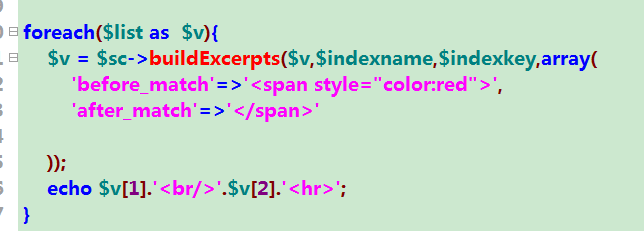 foreach($list as  $v){
$v = $sc->buildExcerpts($v,$indexname,$indexkey,array(
'before_match'=>'<span style="color:red">',
'after_match'=>'</span>'
));
echo $v[1].'<br/>'.$v[2].'<hr>';
}